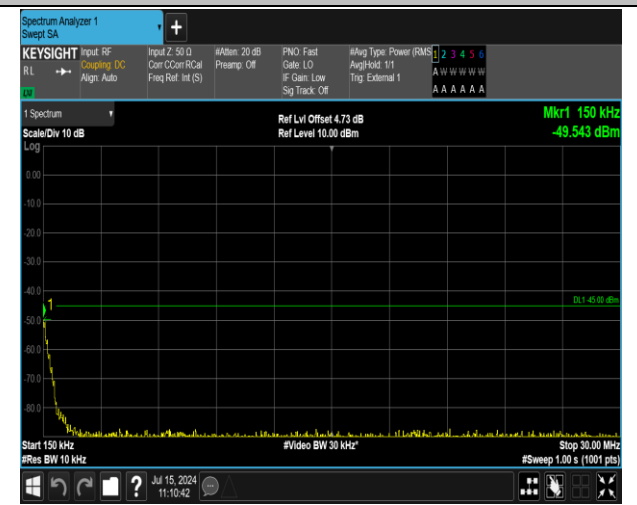 Spectrum Analyzer 1
Swept SA
+
KEYSIGHT
RL
LXI
Input: RF
Coupling: DC
Align: Auto
Input Z: 50 Ω
Corr CCorr RCal
Freq Ref: Int (S)
#Atten: 20 dB
Preamp: Off
PNO: Fast
Gate: LO
IF Gain: Low
Sig Track: Off
#Avg Type: Power (RMS
Avg|Hold: 1/1
Trig: External 1
1 2 3 4 5 6
A W W W W W
A A A A A A
1 Spectrum
Scale/Div 10 dB
Ref Lvl Offset 4.73 dB
Ref Level 10.00 dBm
Mkr1 150 kHz
-49.543 dBm
Log
0.00
-10.0
-20.0
-30.0
-40.0
1
DL1 -45.00 dBm
-50.0
-60.0
-70.0
-80.0
Start 150 kHz
#Res BW 10 kHz
#Video BW 30 kHz*
Stop 30.00 MHz
#Sweep 1.00 s (1001 pts)
?
Jul 15, 2024
11:10:42